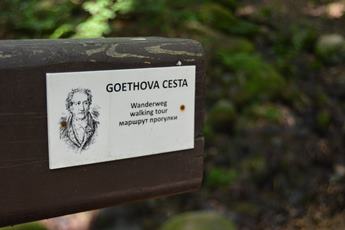 GOETHOVA CESTA
Wanderweg
walking tour
маршрут прогулки